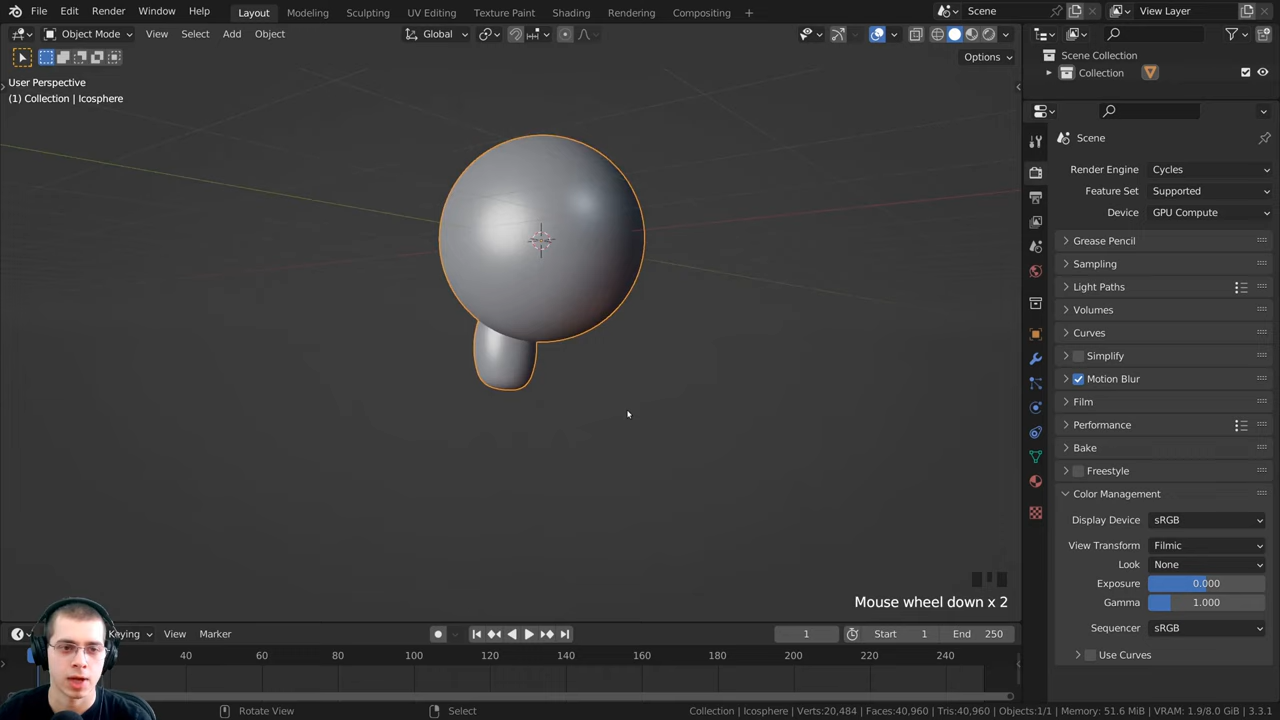 File Edit Render Window Help Layout Modeling Sculpting UV Editing Texture Paint Shading Rendering Compositing + Scene View Layer
Object Mode View Select Add Object Global
Options
User Perspective
(1) Collection | Icosphere
Scene Collection
Collection
Scene
Render Engine Cycles
Feature Set Supported
Device GPU Compute
Grease Pencil
Sampling
Light Paths
Volumes
Curves
Simplify
Motion Blur
Film
Performance
Bake
Freestyle
Color Management
Display Device sRGB
View Transform Filmic
Look None
Exposure 0.000
Gamma 1.000
Sequencer sRGB
Use Curves
Mouse wheel down x 2
Keying View Marker 1 Start 1 End 250
40 60 80 100 120 140 160 180 200 220 240
Rotate View Select Collection | Icosphere | Verts:20,484 | Faces:40,960 | Tris:40,960 | Objects:1/1 | Memory: 51.6 MiB | VRAM: 1.9/8.0 GiB | 3.3.1